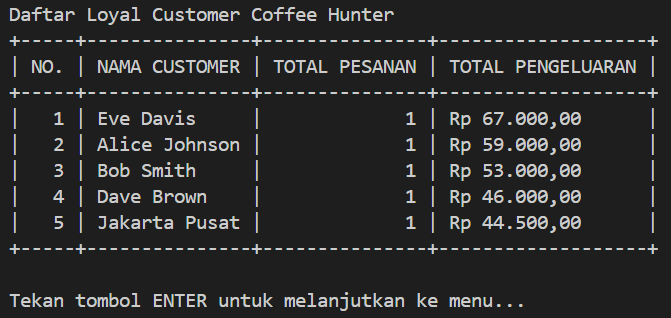 Daftar Loyal Customer Coffee Hunter
+-----+---------------+---------------+-------------------+
| NO. | NAMA CUSTOMER | TOTAL PESANAN | TOTAL PENGELUARAN |
+-----+---------------+---------------+-------------------+
|   1 | Eve Davis     |             1 | Rp 67.000,00      |
|   2 | Alice Johnson |             1 | Rp 59.000,00      |
|   3 | Bob Smith     |             1 | Rp 53.000,00      |
|   4 | Dave Brown    |             1 | Rp 46.000,00      |
|   5 | Jakarta Pusat |             1 | Rp 44.500,00      |
+-----+---------------+---------------+-------------------+
Tekan tombol ENTER untuk melanjutkan ke menu...